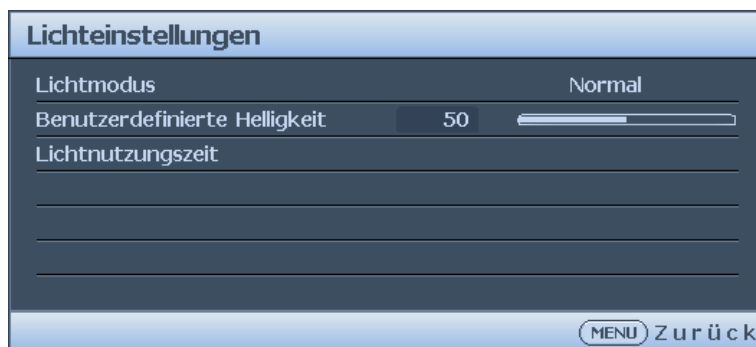 Lichteinstellungen
Lichtmodus Normal
Benutzerdefinierte Helligkeit 50
Lichtnutzungszeit
MENU Zurück